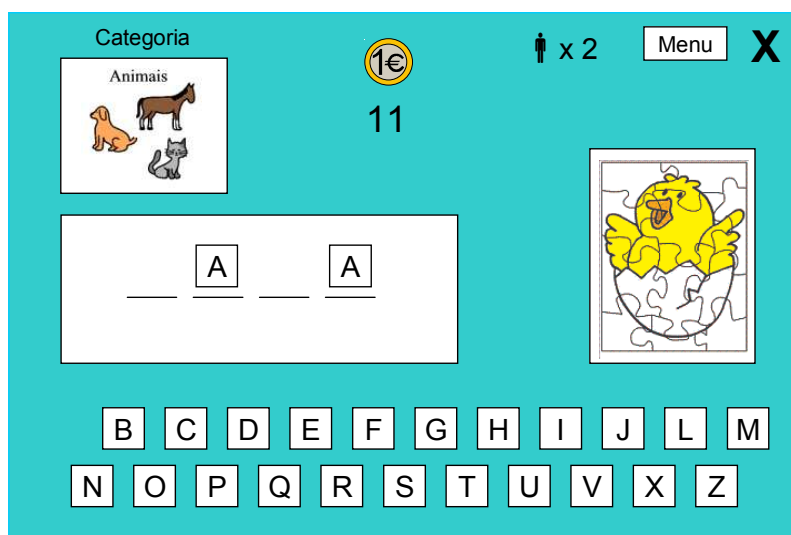 Categoria
Animais
1€
11
x 2
Menu
X
A A
B C D E F G H I J L M
N O P Q R S T U V X Z